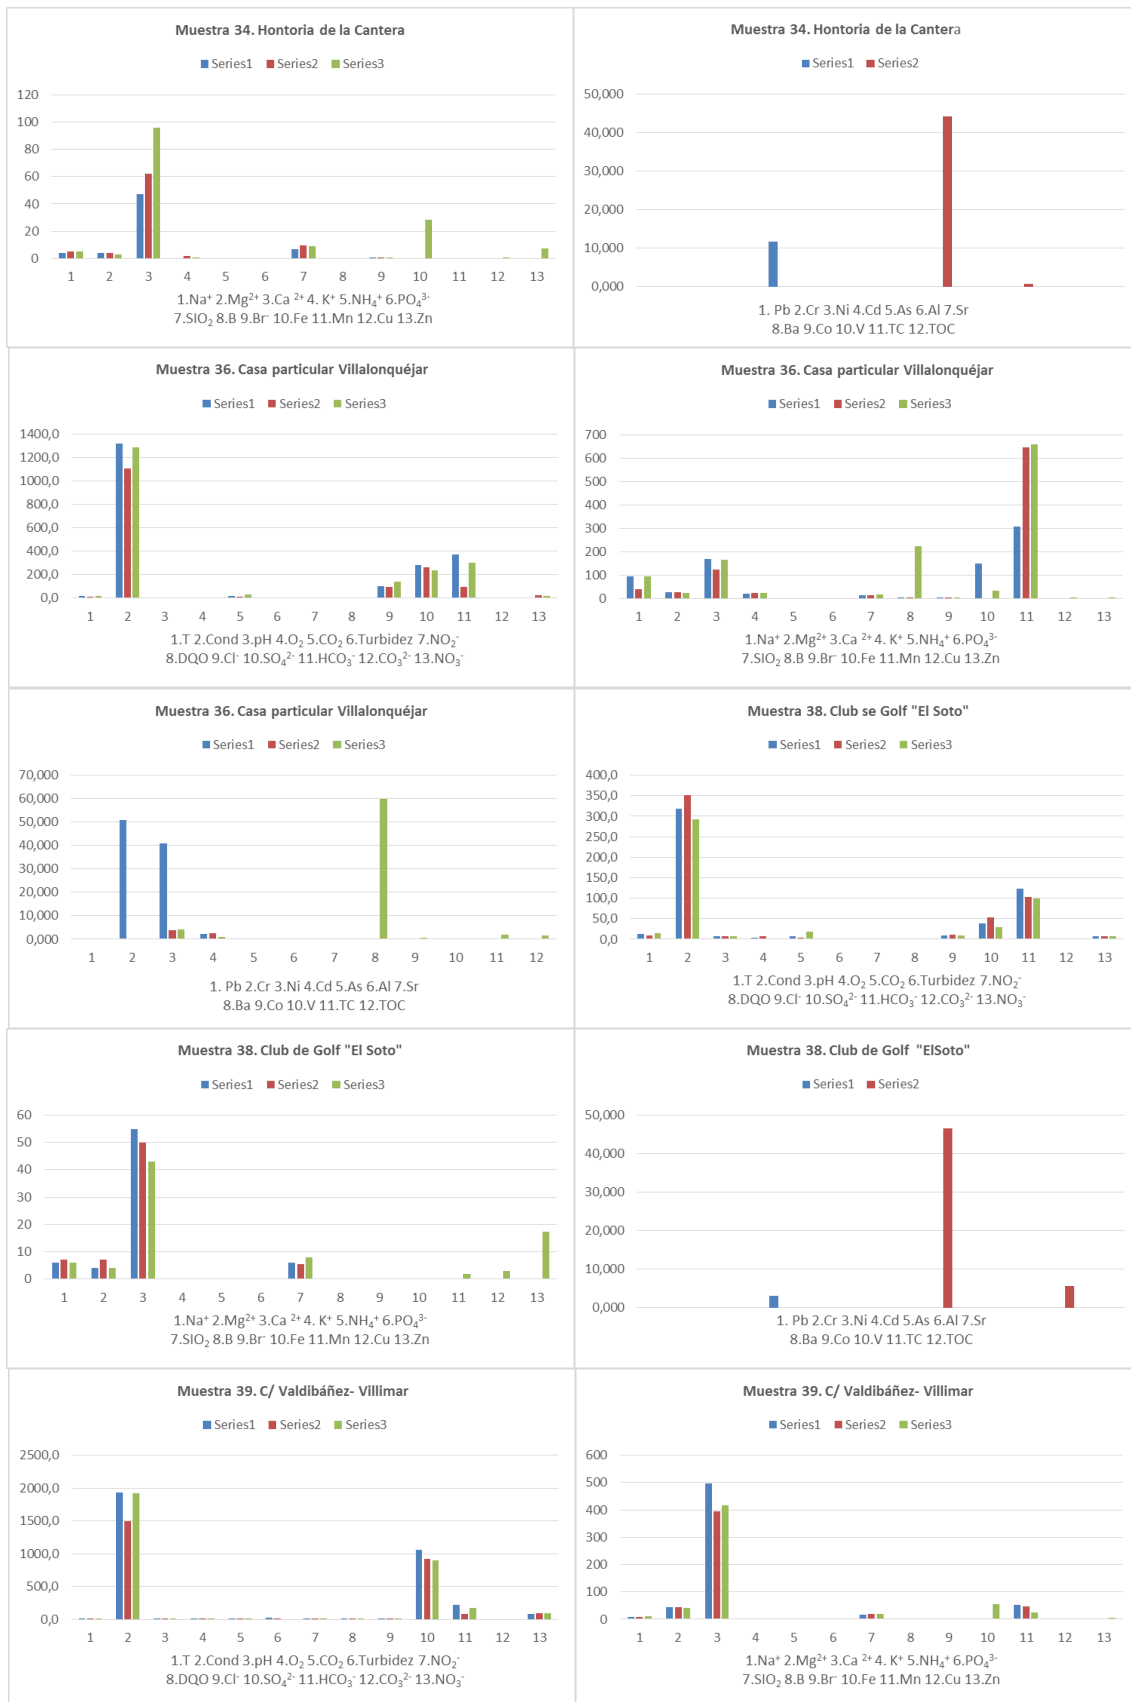 Muestra 34. Hontoria de la Cantera
Series1 Series2 Series3
120
100
80
60
40
20
0
1 2 3 4 5 6 7 8 9 10 11 12 13
1.Na⁺ 2.Mg²⁺ 3.Ca ²⁺ 4. K⁺ 5.NH₄⁺ 6.PO₄³⁻
7.SIO₂ 8.B 9.Br⁻ 10.Fe 11.Mn 12.Cu 13.Zn
Muestra 34. Hontoria de la Cantera
Series1 Series2
50,000
40,000
30,000
20,000
10,000
0,000
1. Pb 2.Cr 3.Ni 4.Cd 5.As 6.Al 7.Sr
8.Ba 9.Co 10.V 11.TC 12.TOC
Muestra 36. Casa particular Villalonquéjar
Series1 Series2 Series3
1400,0
1200,0
1000,0
800,0
600,0
400,0
200,0
0,0
1 2 3 4 5 6 7 8 9 10 11 12 13
1.T 2.Cond 3.pH 4.O₂ 5.CO₂ 6.Turbidez 7.NO₂⁻
8.DQO 9.Cl⁻ 10.SO₄²⁻ 11.HCO₃⁻ 12.CO₃²⁻ 13.NO₃⁻
Muestra 36. Casa particular Villalonquéjar
Series1 Series2 Series3
700
600
500
400
300
200
100
0
1 2 3 4 5 6 7 8 9 10 11 12 13
1.Na⁺ 2.Mg²⁺ 3.Ca ²⁺ 4. K⁺ 5.NH₄⁺ 6.PO₄³⁻
7.SIO₂ 8.B 9.Br⁻ 10.Fe 11.Mn 12.Cu 13.Zn
Muestra 36. Casa particular Villalonquéjar
Series1 Series2 Series3
70,000
60,000
50,000
40,000
30,000
20,000
10,000
0,000
1 2 3 4 5 6 7 8 9 10 11 12
1. Pb 2.Cr 3.Ni 4.Cd 5.As 6.Al 7.Sr
8.Ba 9.Co 10.V 11.TC 12.TOC
Muestra 38. Club se Golf "El Soto"
Series1 Series2 Series3
400,0
350,0
300,0
250,0
200,0
150,0
100,0
50,0
0,0
1 2 3 4 5 6 7 8 9 10 11 12 13
1.T 2.Cond 3.pH 4.O₂ 5.CO₂ 6.Turbidez 7.NO₂⁻
8.DQO 9.Cl⁻ 10.SO₄²⁻ 11.HCO₃⁻ 12.CO₃²⁻ 13.NO₃⁻
Muestra 38. Club de Golf "El Soto"
Series1 Series2 Series3
60
50
40
30
20
10
0
1 2 3 4 5 6 7 8 9 10 11 12 13
1.Na⁺ 2.Mg²⁺ 3.Ca ²⁺ 4. K⁺ 5.NH₄⁺ 6.PO₄³⁻
7.SIO₂ 8.B 9.Br⁻ 10.Fe 11.Mn 12.Cu 13.Zn
Muestra 38. Club de Golf "ElSoto"
Series1 Series2
50,000
40,000
30,000
20,000
10,000
0,000
1. Pb 2.Cr 3.Ni 4.Cd 5.As 6.Al 7.Sr
8.Ba 9.Co 10.V 11.TC 12.TOC
Muestra 39. C/ Valdibáñez- Villimar
Series1 Series2 Series3
2500,0
2000,0
1500,0
1000,0
500,0
0,0
1 2 3 4 5 6 7 8 9 10 11 12 13
1.T 2.Cond 3.pH 4.O₂ 5.CO₂ 6.Turbidez 7.NO₂⁻
8.DQO 9.Cl⁻ 10.SO₄²⁻ 11.HCO₃⁻ 12.CO₃²⁻ 13.NO₃⁻
Muestra 39. C/ Valdibáñez- Villimar
Series1 Series2 Series3
600
500
400
300
200
100
0
1 2 3 4 5 6 7 8 9 10 11 12 13
1.Na⁺ 2.Mg²⁺ 3.Ca ²⁺ 4. K⁺ 5.NH₄⁺ 6.PO₄³⁻
7.SIO₂ 8.B 9.Br⁻ 10.Fe 11.Mn 12.Cu 13.Zn